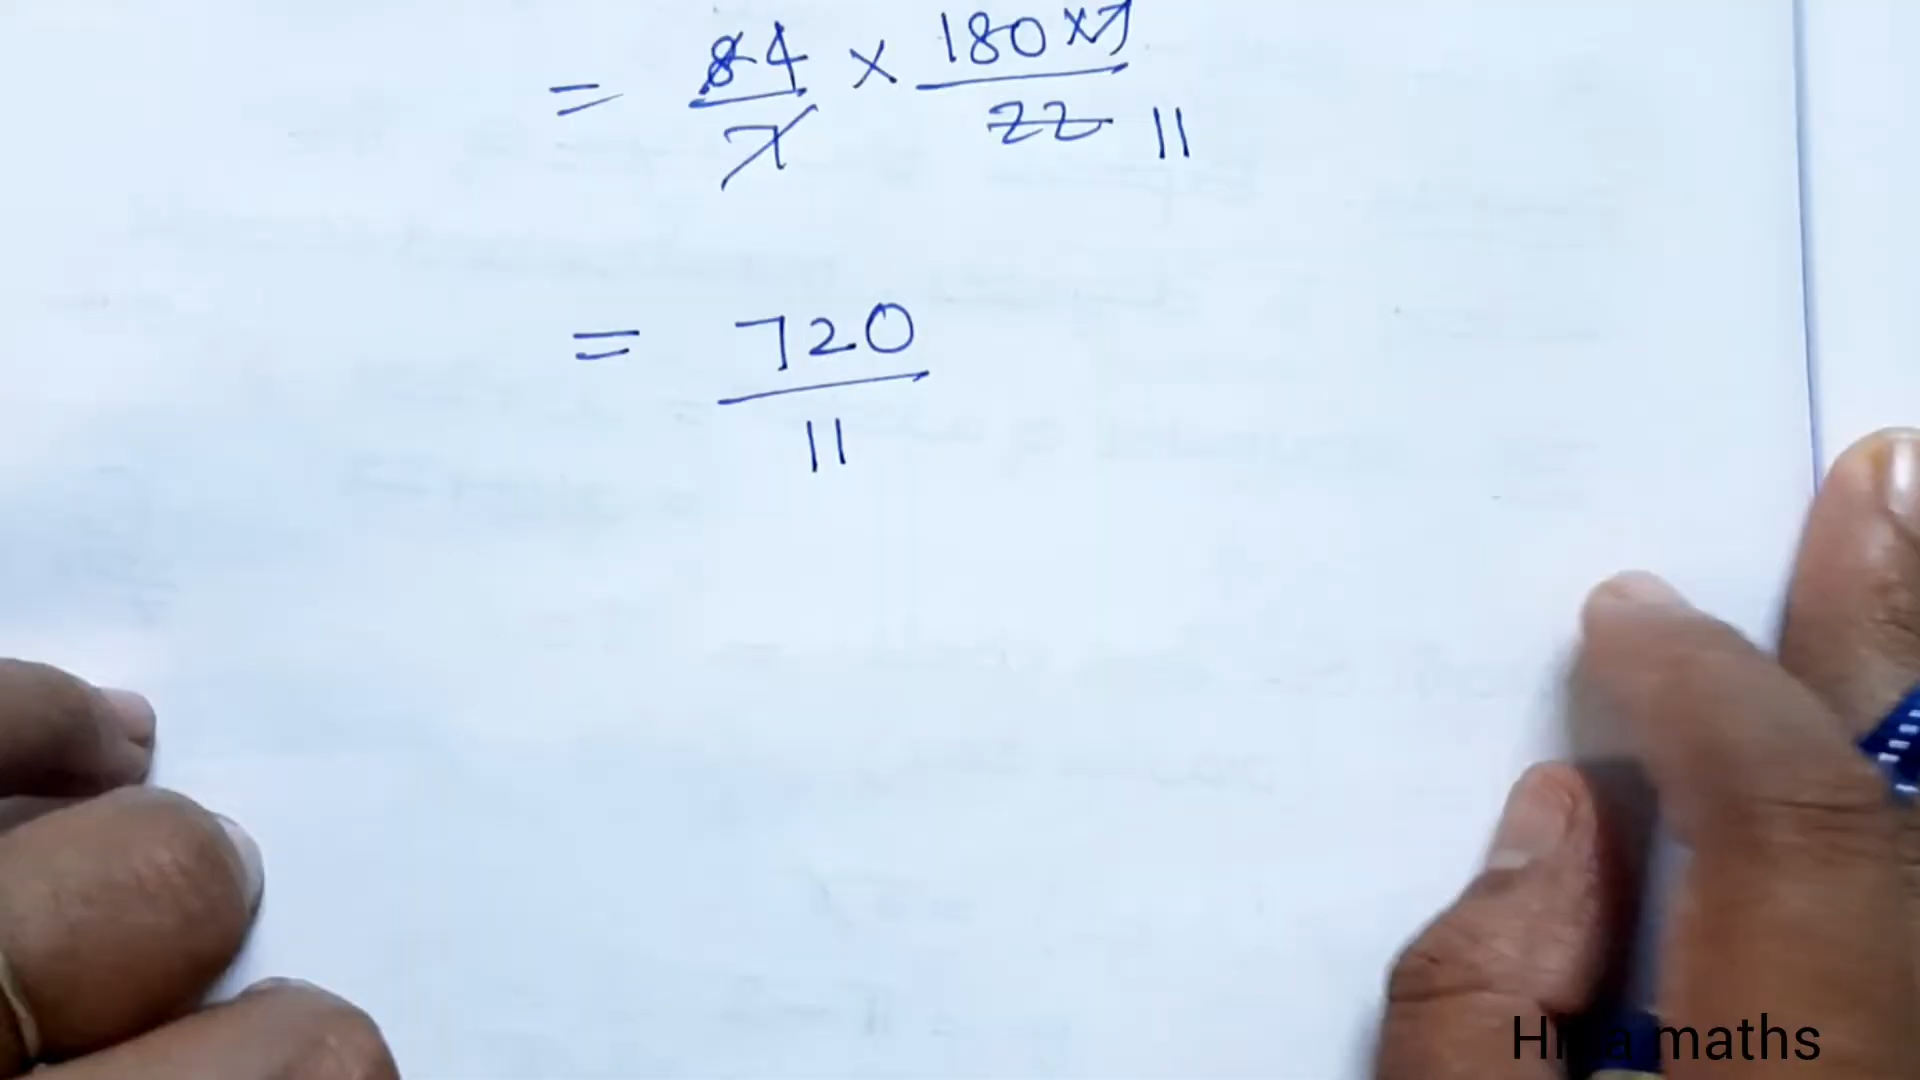 = 84/7 × 180×7/22 11
= 720/11
maths